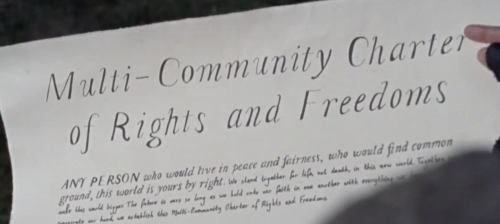 Multi-Community Charter
of Rights and Freedoms
ANY PERSON who would live in peace and fairness, who would find common
ground, this world is yours by right. We stand together for life, not death, in this new world. Together,
make this world bigger. The future is ours so long as we hold onto our faith in one another with everything we
our hand, we establish this Multi-Community Charter of Rights and Freedoms.